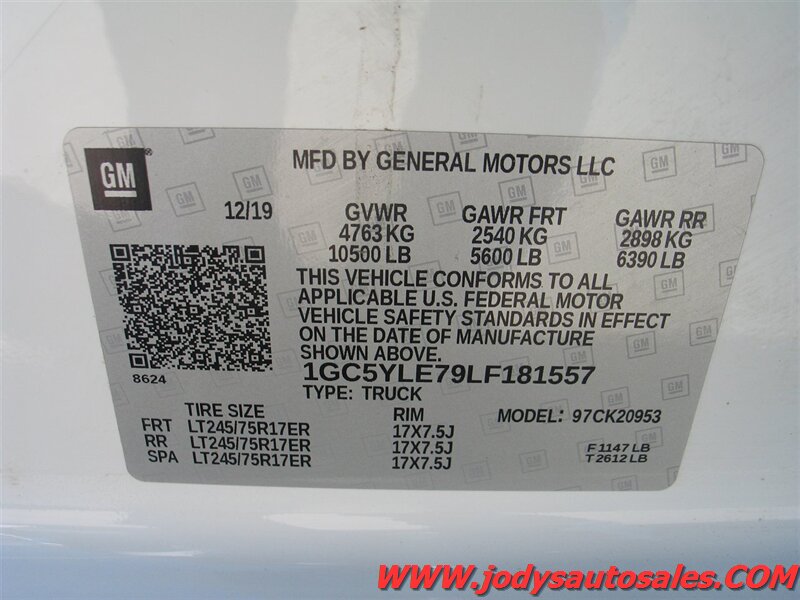 GM
MFD BY GENERAL MOTORS LLC
12/19 GVWR GAWR FRT GAWR RR
4763 KG 2540 KG 2898 KG
10500 LB 5600 LB 6390 LB
THIS VEHICLE CONFORMS TO ALL
APPLICABLE U.S. FEDERAL MOTOR
VEHICLE SAFETY STANDARDS IN EFFECT
ON THE DATE OF MANUFACTURE
SHOWN ABOVE.
8624
1GC5YLE79LF181557
TYPE: TRUCK
TIRE SIZE RIM MODEL: 97CK20953
FRT LT245/75R17ER 17X7.5J
RR LT245/75R17ER 17X7.5J F 1147 LB
SPA LT245/75R17ER 17X7.5J T 2612 LB
www.jodysautosales.com